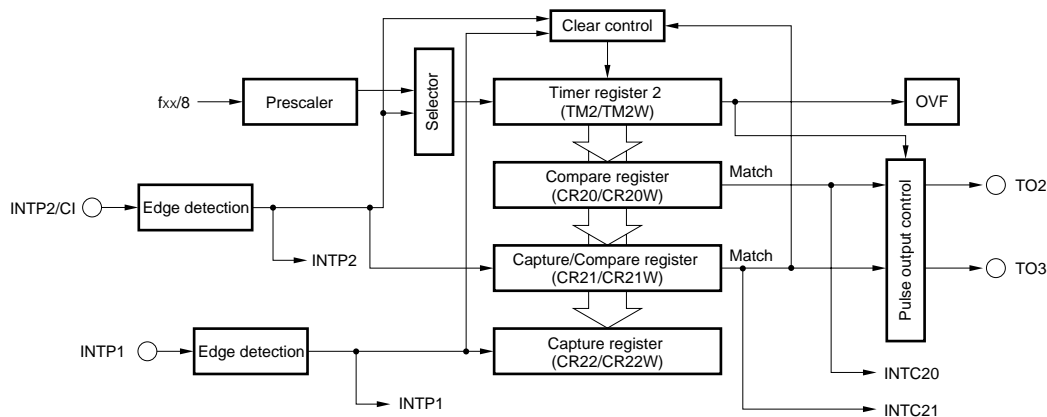 Clear control
fxx/8
Prescaler
Selector
Timer register 2
(TM2/TM2W)
OVF
Compare register
(CR20/CR20W)
Match
TO2
INTP2/CI
Edge detection
INTP2
Capture/Compare register
(CR21/CR21W)
Match
Pulse output control
TO3
INTP1
Edge detection
Capture register
(CR22/CR22W)
INTC20
INTP1
INTC21